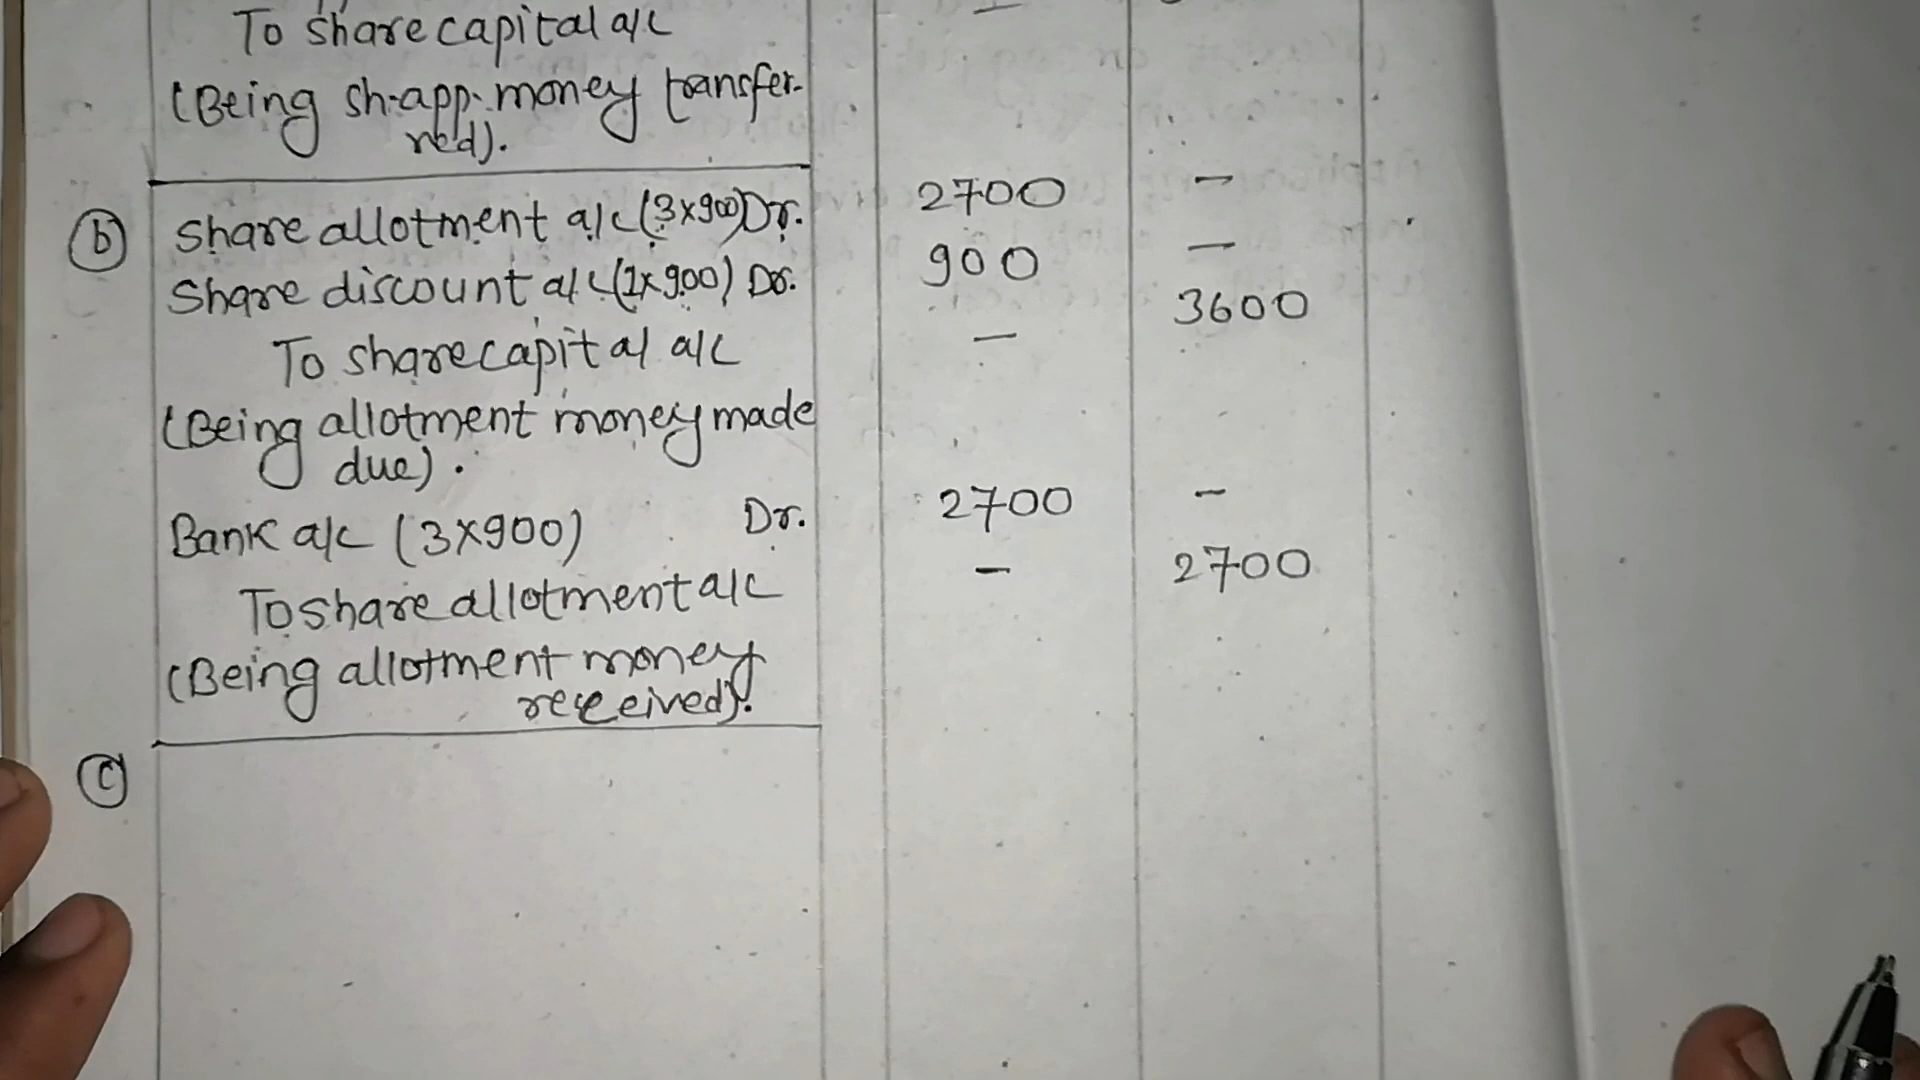 To share capital a/c
(Being sh.app.money transfer-
red).
(b) Share allotment a/c (3x900) Dr. 2700 -
Share discount a/c (1x900) Dr. 900 -
To share capital a/c - 3600
(Being allotment money made
due).
Bank a/c (3x900) Dr. 2700 -
To share allotment a/c - 2700
(Being allotment money
received).
(c)